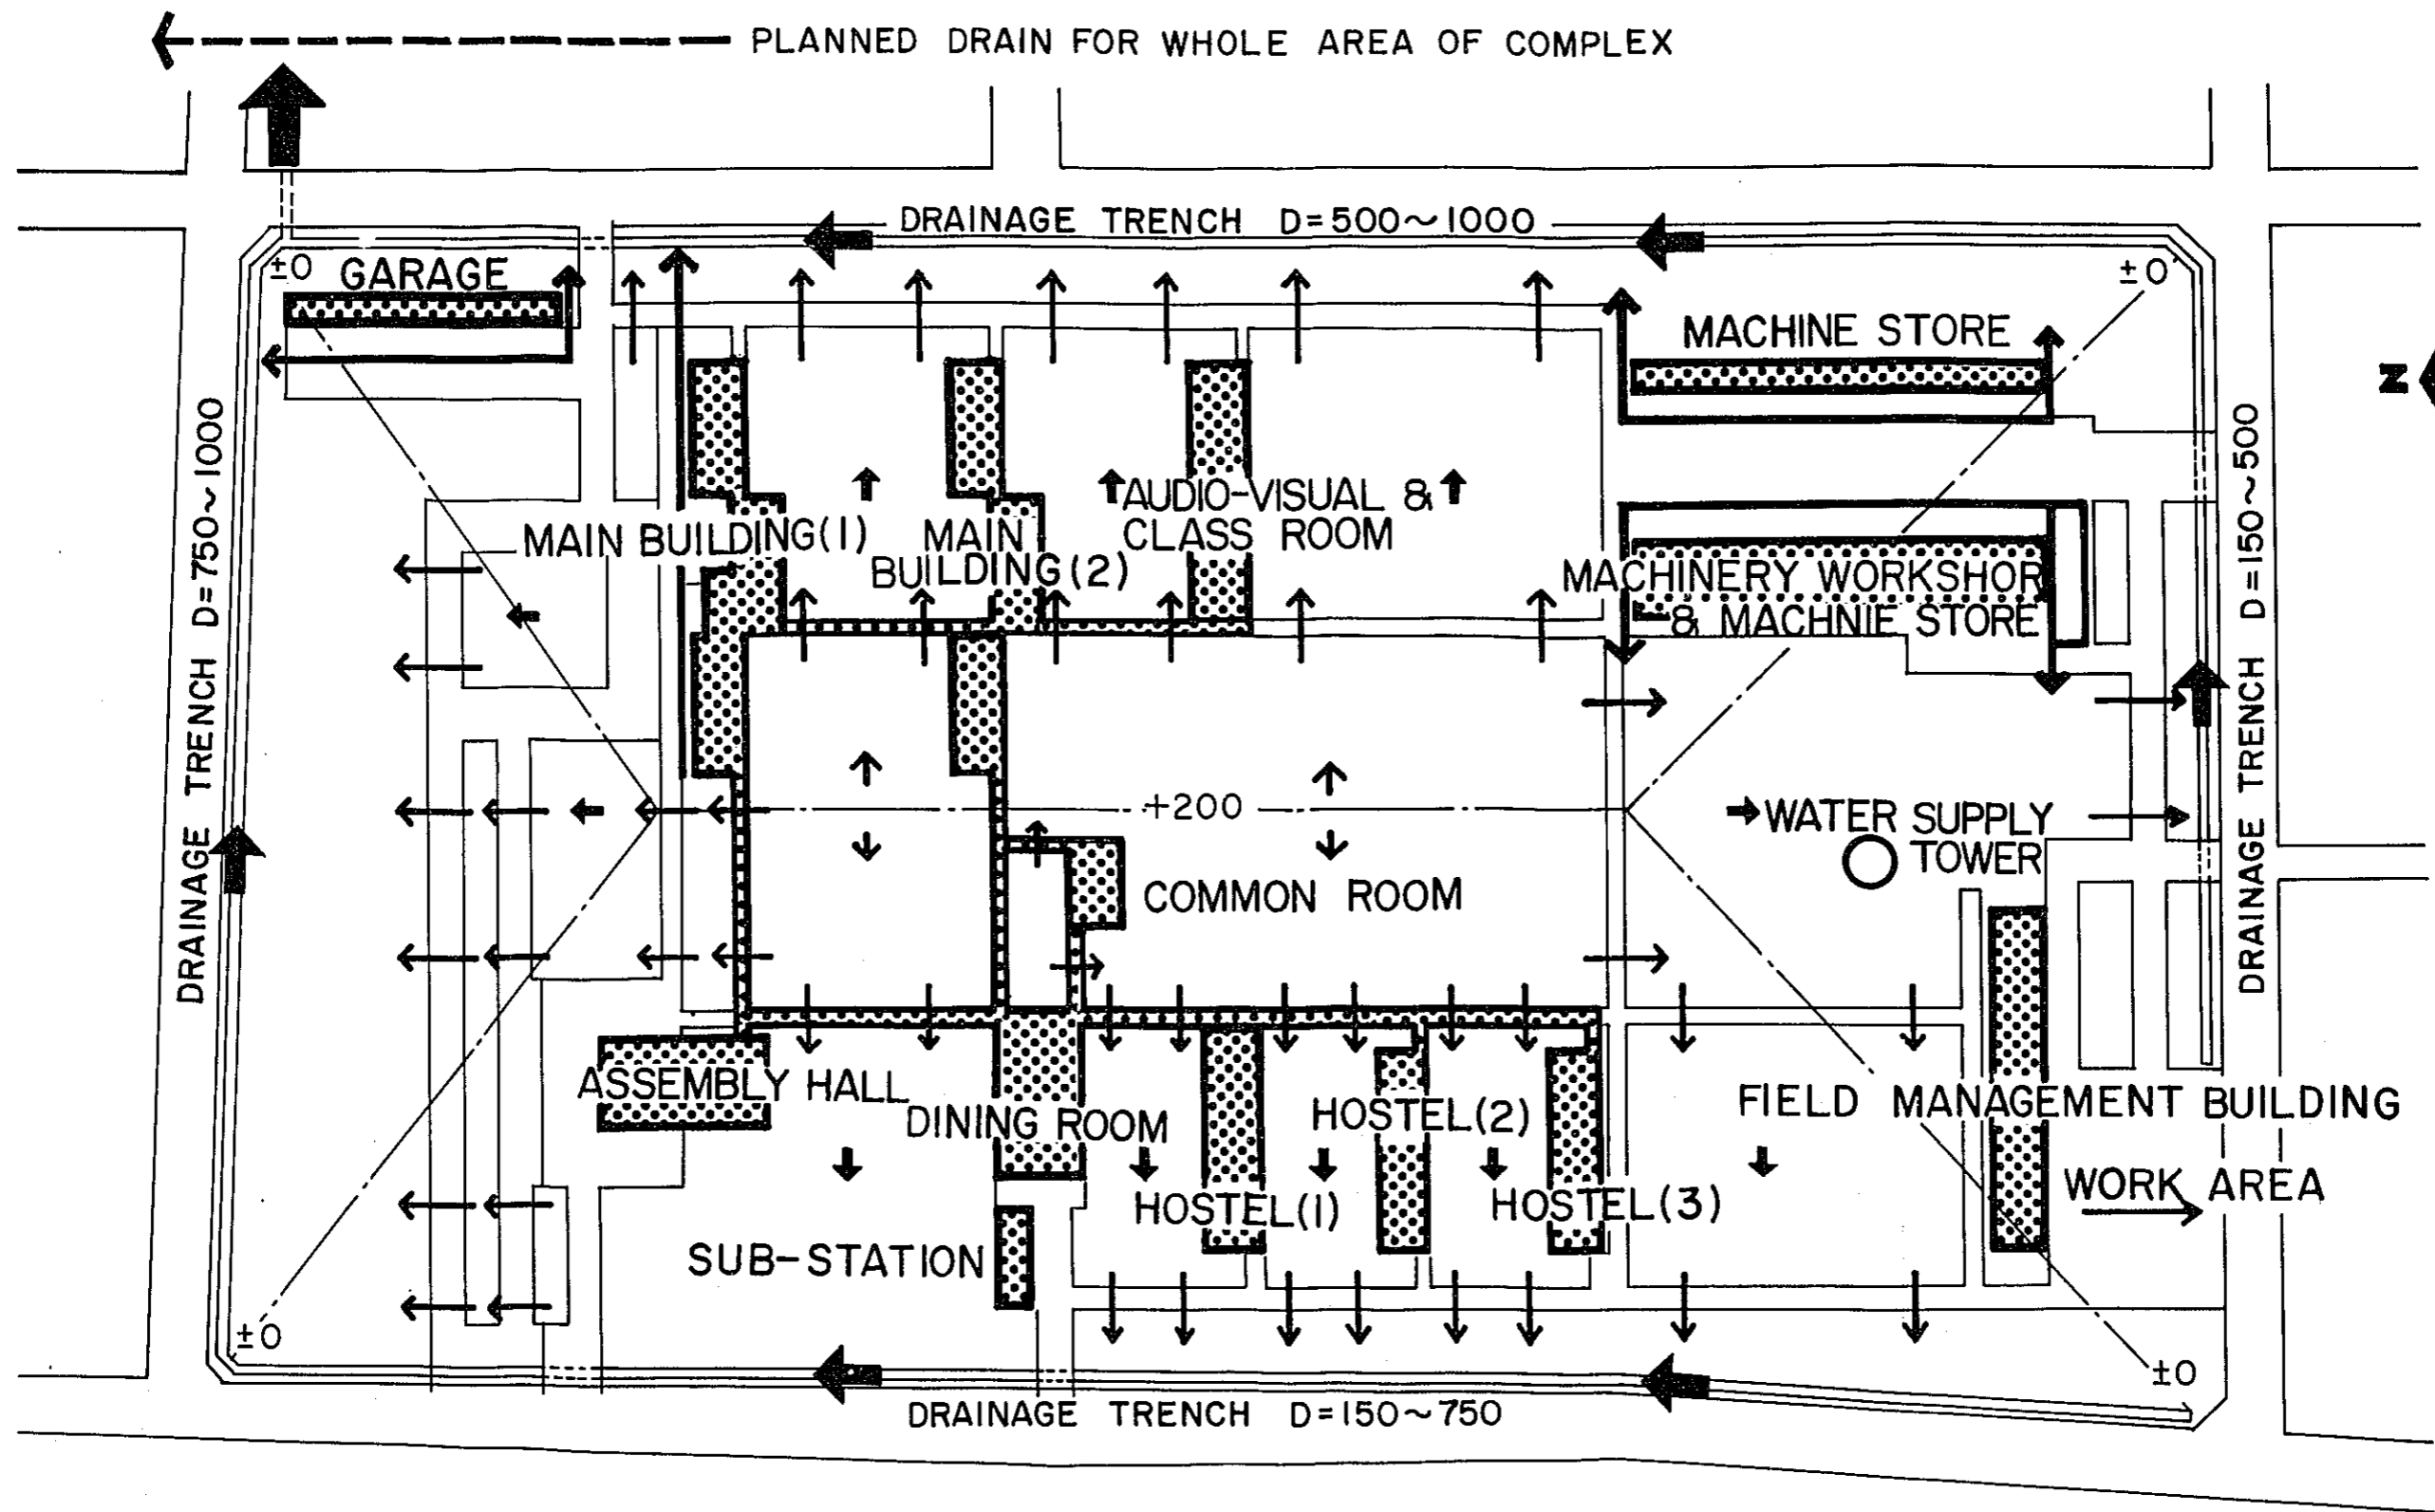 PLANNED DRAIN FOR WHOLE AREA OF COMPLEX
DRAINAGE TRENCH D=500~1000
±0
GARAGE
±0
MACHINE STORE
N
DRAINAGE TRENCH D=750~1000
DRAINAGE TRENCH D=150~500
MAIN BUILDING(1)
MAIN
BUILDING(2)
AUDIO-VISUAL &
CLASS ROOM
MACHINERY WORKSHOR
& MACHNIE STORE
+200
WATER SUPPLY
TOWER
COMMON ROOM
ASSEMBLY HALL
DINING ROOM
HOSTEL(2)
FIELD MANAGEMENT BUILDING
HOSTEL(1)
HOSTEL(3)
WORK AREA
SUB-STATION
±0
±0
DRAINAGE TRENCH D=150~750